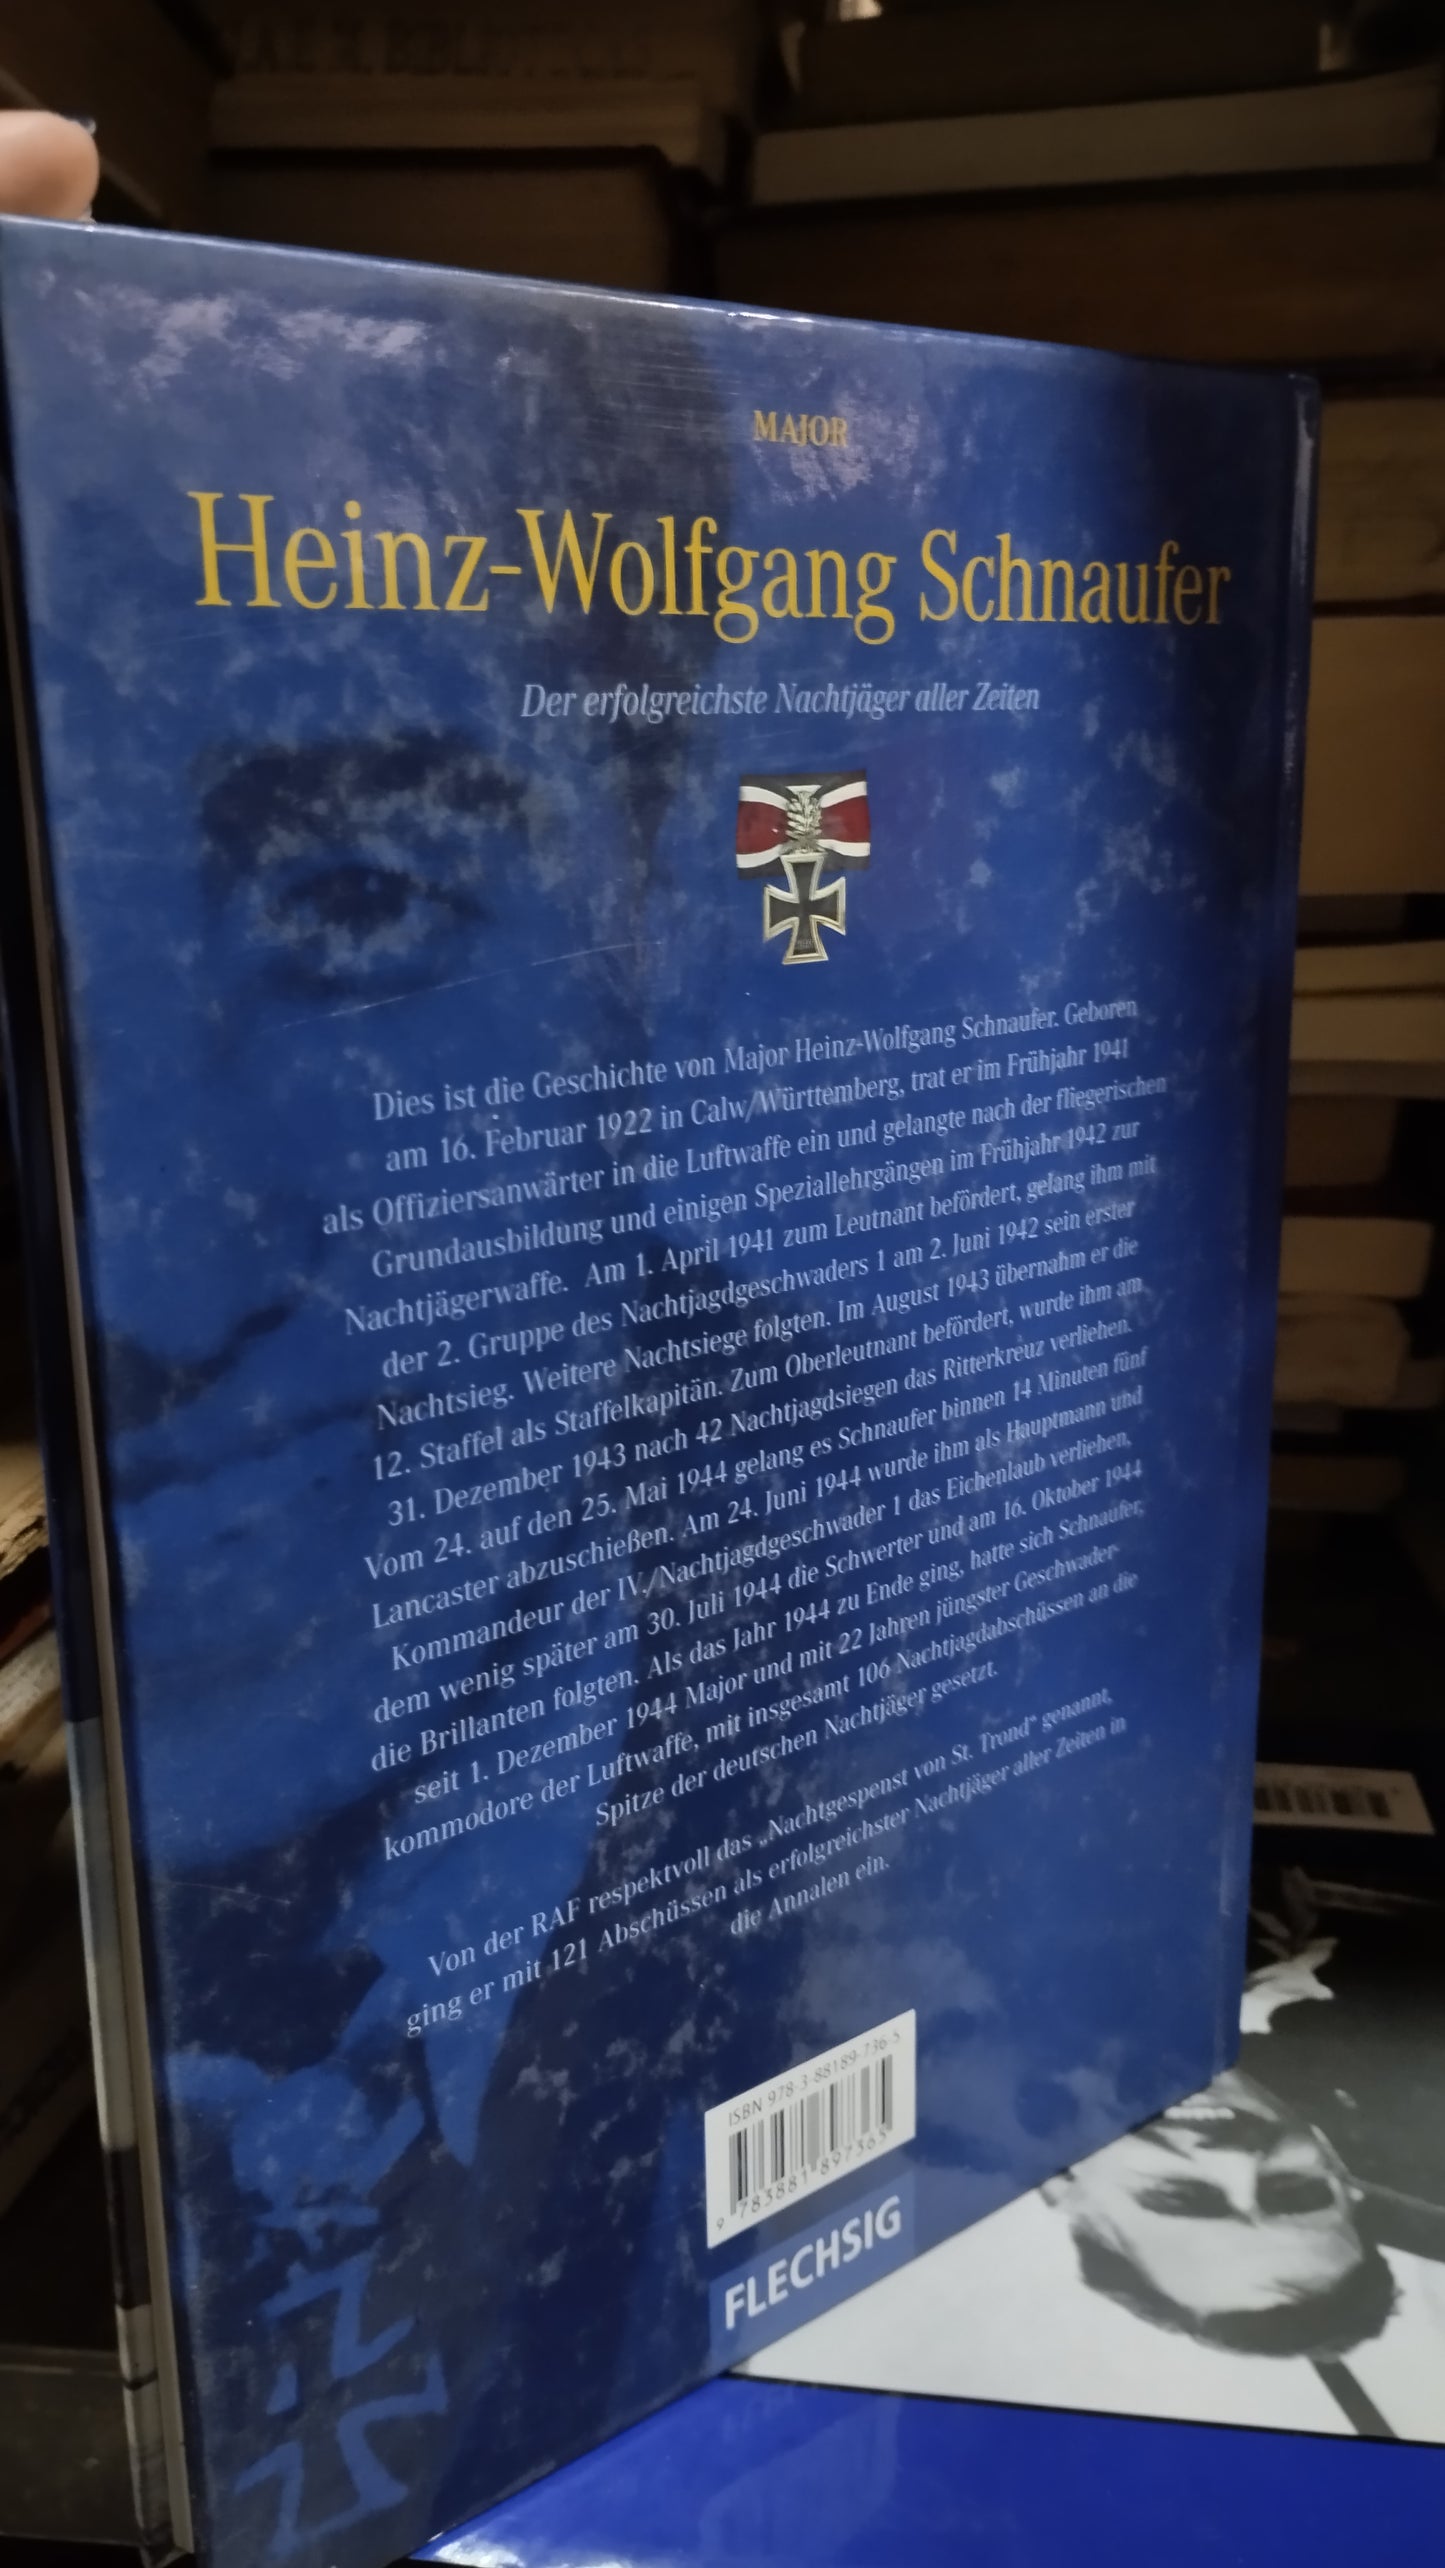 MAJOR
Heinz-Wolfgang Schnaufer
Der erfolgreichste Nachtjäger aller Zeiten
Dies ist die Geschichte von Major Heinz-Wolfgang Schnaufer. Geboren
am 16. Februar 1922 in Calw/Württemberg, trat er im Frühjahr 1941
als Offiziersanwärter in die Luftwaffe ein und gelangte nach der fliegerischen
Grundausbildung und einigen Speziallehrgängen im Frühjahr 1942 zur
Nachtjägerwaffe. Am 1. April 1941 zum Leutnant befördert, gelang ihm mit
der 2. Gruppe des Nachtjagdgeschwaders 1 am 2. Juni 1942 sein erster
Nachtsieg. Weitere Nachtsiege folgten. Im August 1943 übernahm er die
12. Staffel als Staffelkapitän. Zum Oberleutnant befördert, wurde ihm am
31. Dezember 1943 nach 42 Nachtjagdsiegen das Ritterkreuz verliehen.
Vom 24. auf den 25. Mai 1944 gelang es Schnaufer binnen 14 Minuten fünf
Lancaster abzuschießen. Am 24. Juni 1944 wurde ihm als Hauptmann und
Kommandeur der IV./Nachtjagdgeschwader 1 das Eichenlaub verliehen,
dem wenig später am 30. Juli 1944 die Schwerter und am 16. Oktober 1944
die Brillanten folgten. Als das Jahr 1944 zu Ende ging, hatte sich Schnaufer,
seit 1. Dezember 1944 Major und mit 22 Jahren jüngster Geschwader-
kommodore der Luftwaffe, mit insgesamt 106 Nachtjagdabschüssen an die
Spitze der deutschen Nachtjäger gesetzt.
Von der RAF respektvoll das „Nachtgespenst von St. Trond" genannt,
ging er mit 121 Abschüssen als erfolgreichster Nachtjäger aller Zeiten in
die Annalen ein.
ISBN 978-3-88189-736-5
9 783881 897365
FLECHSIG